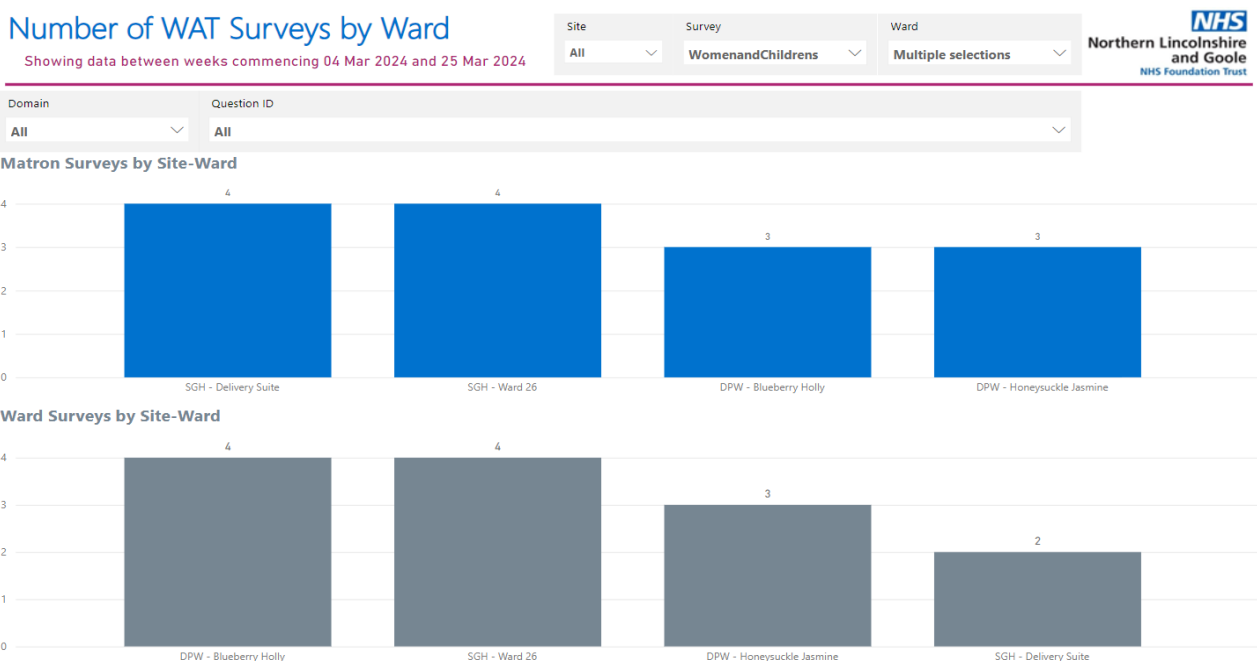 Number of WAT Surveys by Ward
Showing data between weeks commencing 04 Mar 2024 and 25 Mar 2024
Site
All
Survey
WomenandChildrens
Ward
Multiple selections
NHS
Northern Lincolnshire
and Goole
NHS Foundation Trust
Domain
All
Question ID
All
Matron Surveys by Site-Ward
4
3
2
1
0
4
4
3
3
SGH - Delivery Suite
SGH - Ward 26
DPW - Blueberry Holly
DPW - Honeysuckle Jasmine
Ward Surveys by Site-Ward
4
3
2
1
0
4
4
3
2
DPW - Blueberry Holly
SGH - Ward 26
DPW - Honeysuckle Jasmine
SGH - Delivery Suite